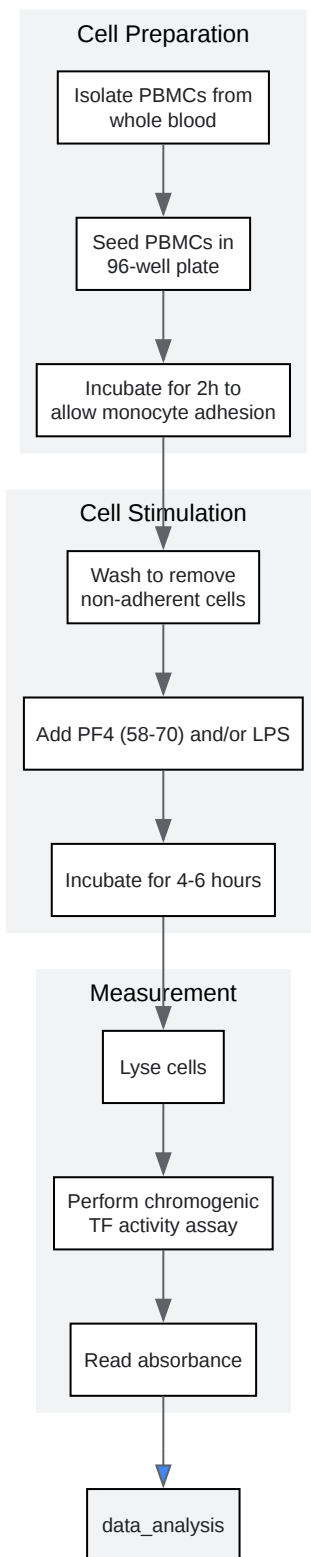 Cell Preparation
Isolate PBMCs from
whole blood
Seed PBMCs in
96-well plate
Incubate for 2h to
allow monocyte adhesion
Cell Stimulation
Wash to remove
non-adherent cells
Add PF4 (58-70) and/or LPS
Incubate for 4-6 hours
Measurement
Lyse cells
Perform chromogenic
TF activity assay
Read absorbance
data_analysis